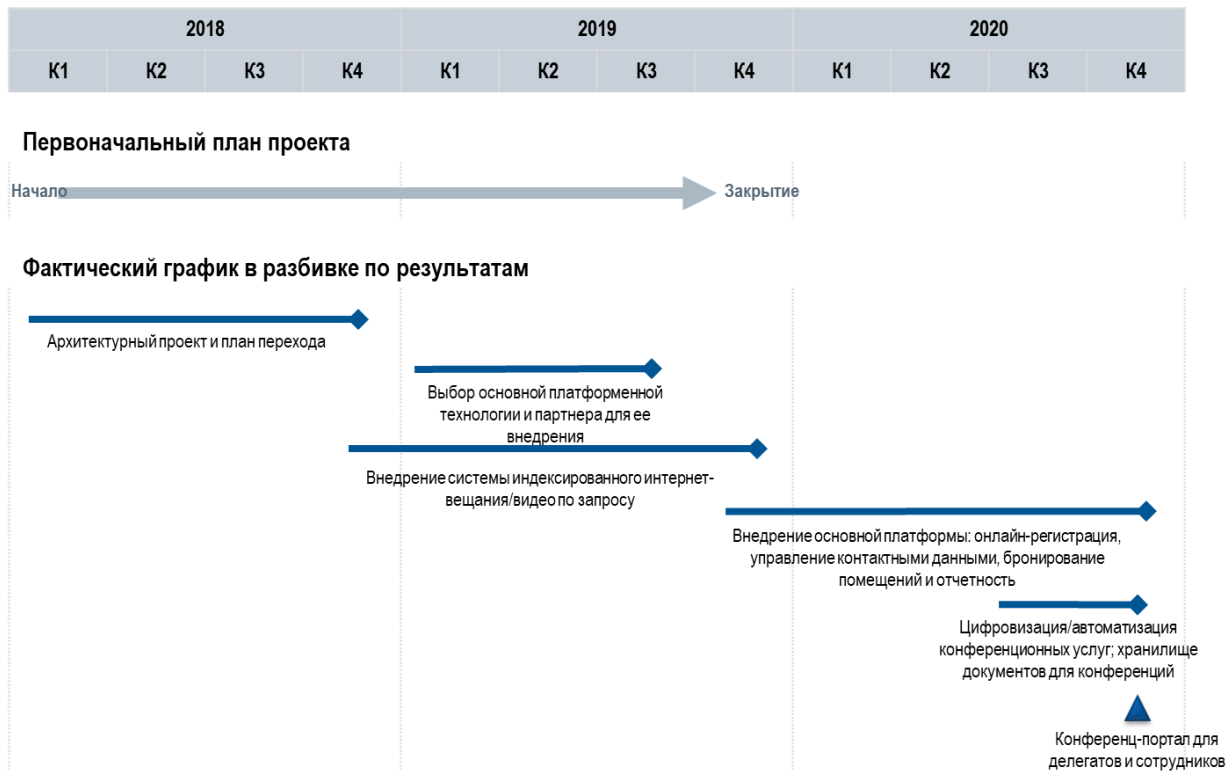 2018 2019 2020
К1 К2 К3 К4 К1 К2 К3 К4 К1 К2 К3 К4
Первоначальный план проекта
Начало Закрытие
Фактический график в разбивке по результатам
Архитектурный проект и план перехода
Выбор основной платформенной
технологии и партнера для ее
внедрения
Внедрение системы индексированного интернет-
вещания/видео по запросу
Внедрение основной платформы: онлайн-регистрация,
управление контактными данными, бронирование
помещений и отчетность
Цифровизация/автоматизация
конференционных услуг; хранилище
документов для конференций
Конференц-портал для
делегатов и сотрудников